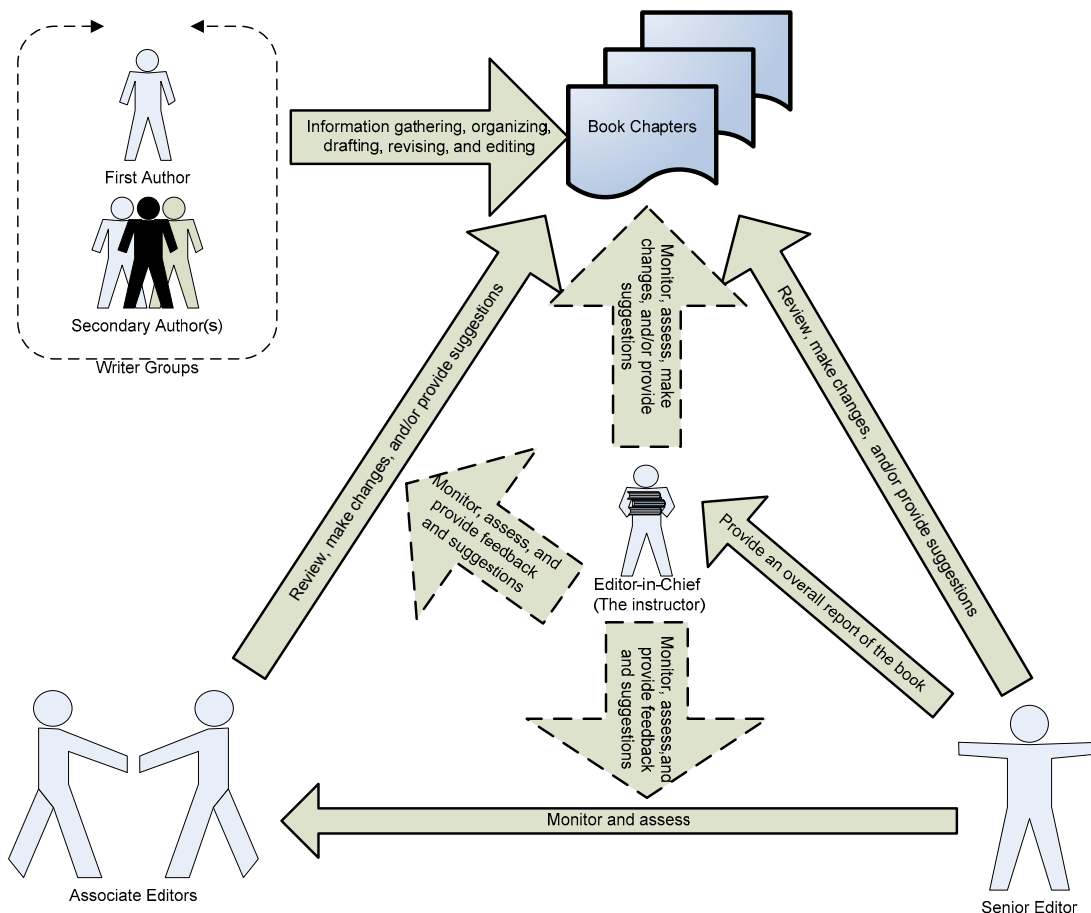 First Author
Secondary Author(s)
Writer Groups
Information gathering, organizing,
drafting, revising, and editing
Book Chapters
Review, make changes, and/or provide suggestions
Monitor, assess, make
changes, and/or provide
suggestions
Review, make changes, and/or provide suggestions
Monitor, assess, and
provide feedback
and suggestions
Editor-in-Chief
(The instructor)
Provide an overall report of the book
Monitor, assess,and
provide feedback
and suggestions
Monitor and assess
Associate Editors
Senior Editor